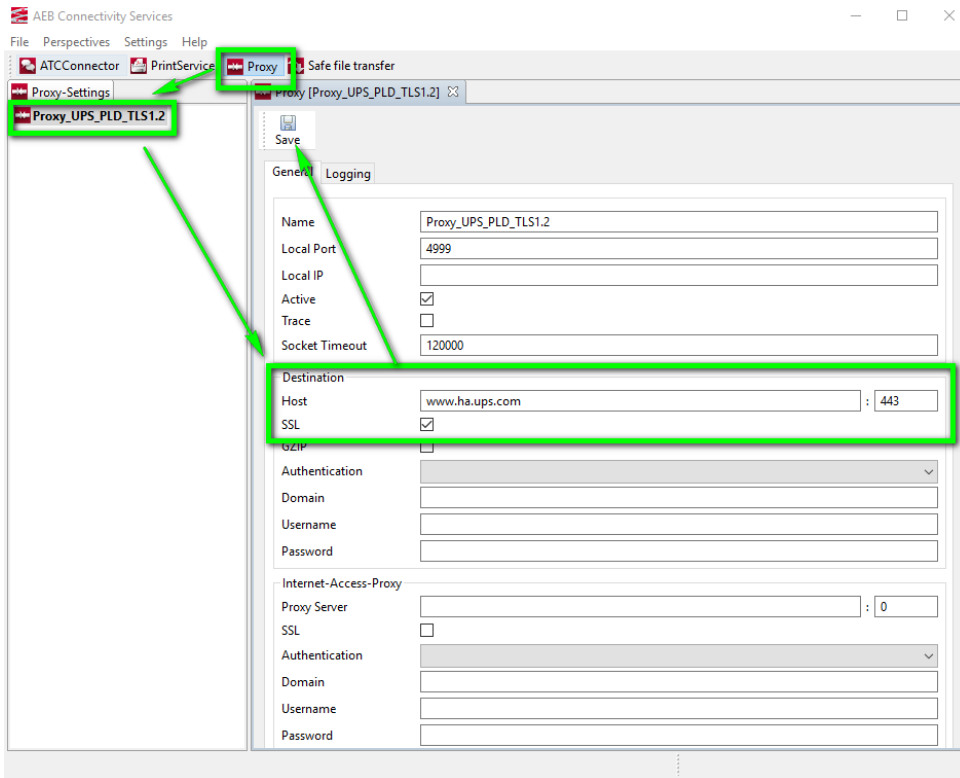 AEB Connectivity Services
File Perspectives Settings Help
ATCConnector PrintService Proxy Safe file transfer
Proxy-Settings
Proxy_UPS_PLD_TLS1.2
Proxy [Proxy_UPS_PLD_TLS1.2]
Save
General Logging
Name Proxy_UPS_PLD_TLS1.2
Local Port 4999
Local IP
Active
Trace
Socket Timeout 120000
Destination
Host www.ha.ups.com : 443
SSL
GZIP
Authentication
Domain
Username
Password
Internet-Access-Proxy
Proxy Server : 0
SSL
Authentication
Domain
Username
Password